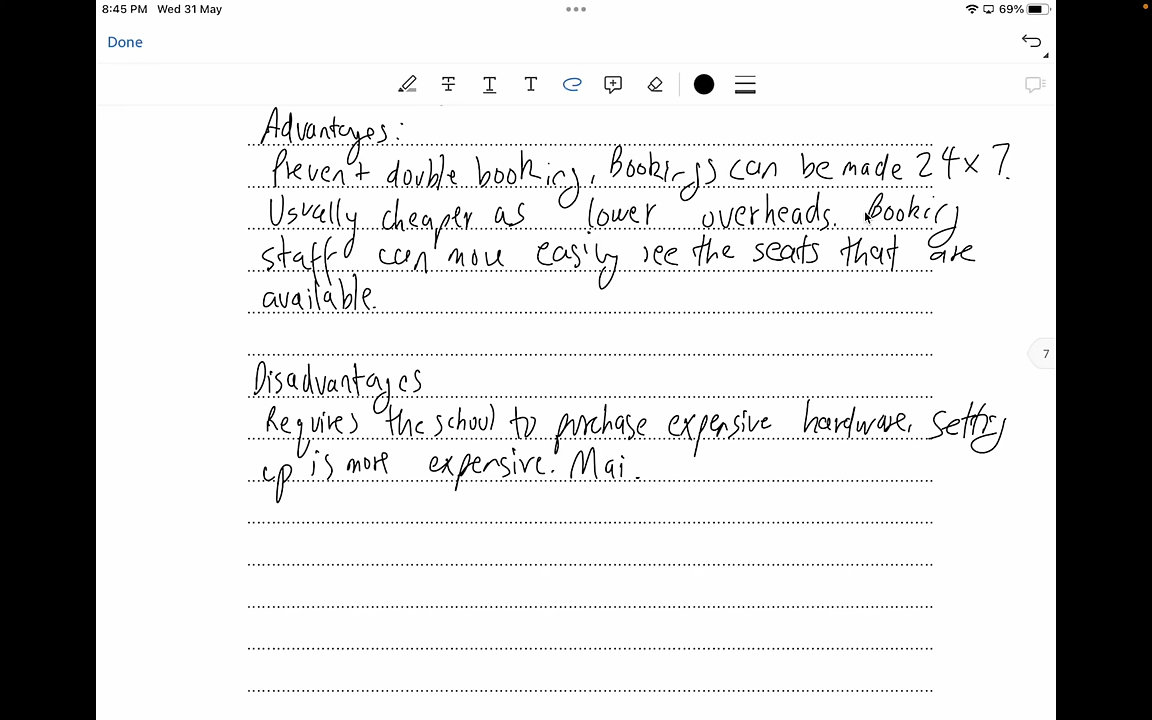 8:45 PM Wed 31 May
69%
Done
T T T
Advantages:
Prevent double booking. Bookings can be made 24x7.
Usually cheaper as lower overheads. Booking
staff can more easily see the seats that are
available.
7
Disadvantages
Requires the school to purchase expensive hardware. Setting
up is more expensive. Mai